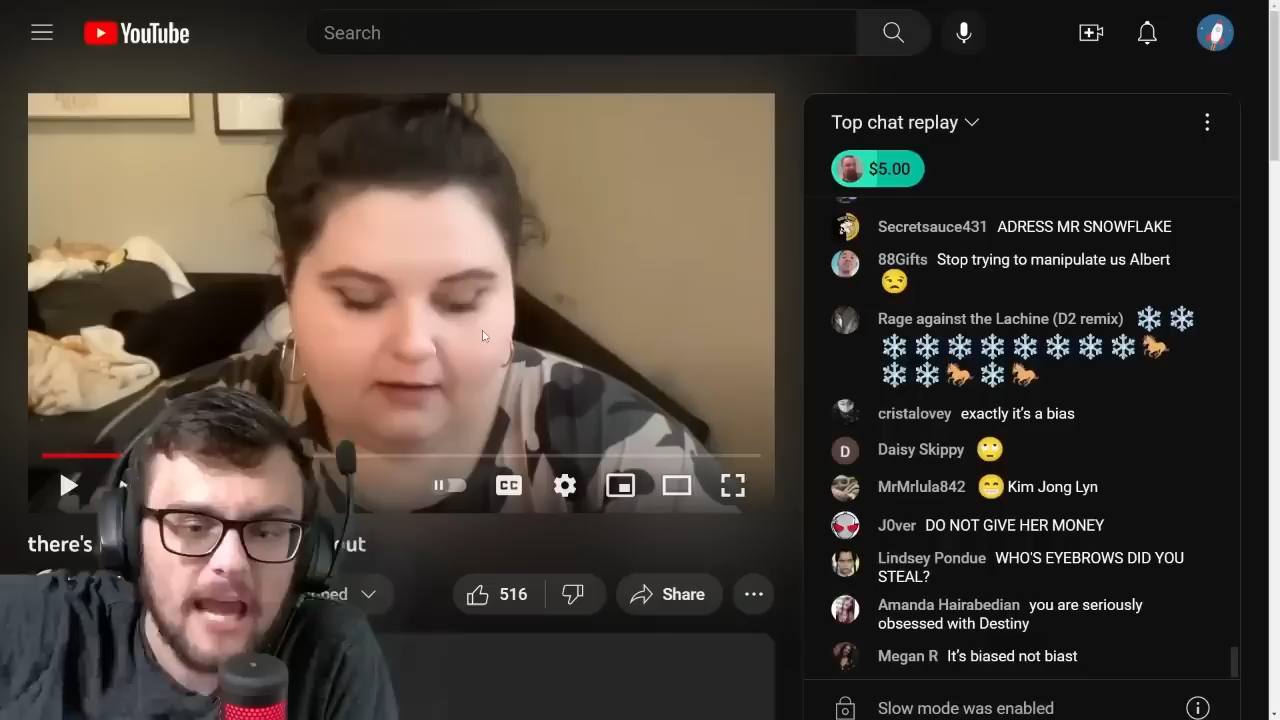 YouTube
Search
Top chat replay
$5.00
Secretsauce431 ADRESS MR SNOWFLAKE
88Gifts Stop trying to manipulate us Albert
Rage against the Lachine (D2 remix)
cristalovey exactly it's a bias
D Daisy Skippy
MrMrlula842 Kim Jong Lyn
J0ver DO NOT GIVE HER MONEY
Lindsey Pondue WHO'S EYEBROWS DID YOU
STEAL?
Amanda Hairabedian you are seriously
obsessed with Destiny
Megan R It's biased not biast
Slow mode was enabled
CC
there's
out
516
Share